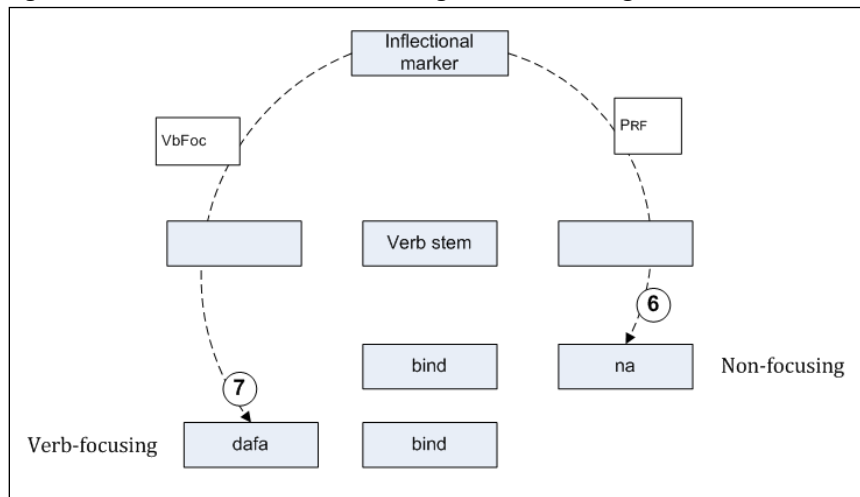 Inflectional
marker
VbFoc
PRF
Verb stem
6
bind
na
Non-focusing
7
Verb-focusing
dafa
bind